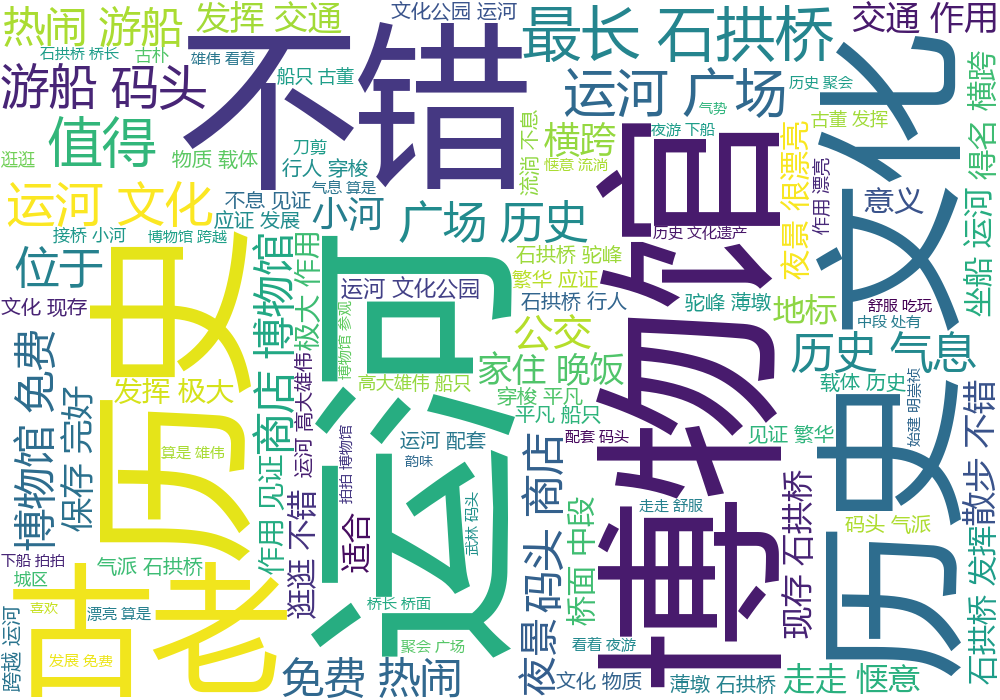 热闹 游船
发挥 交通
文化公园 运河
最长 石拱桥
交通 作用
石拱桥 桥长
古朴
雄伟 看着
不错
游船 码头
船只 古董
运河 广场
历史 聚会
气势
古董 发挥
横跨
得名
值得
刀剪
流淌 不息
横跨
夜游 下船
逛逛
物质 载体
行人 穿梭
惬意 流淌
夜景 很漂亮
作用 漂亮
运河 文化
不息 见证
气息 算是
小河
应证 发展
广场 历史
博物馆
历史 文化
意义
坐船 运河
历史 文化遗产
接桥 小河
博物馆 跨越
位于
商店 博物馆
极大 作用
石拱桥 驼峰
繁华 应证
文化 现存
运河
运河 文化公园
石拱桥 行人
驼峰 薄墩
地标
舒服 吃玩
中段 处有
博物馆 免费
保存 完好
古老 历史
博物馆 参观
公交
家住 晚饭
历史 气息
发挥 极大
运河 高大雄伟
高大雄伟 船只
穿梭 平凡
平凡 船只
载体 历史
始建 明崇祯
算是 雄伟
拍拍 博物馆
运河 配套
韵味
配套 码头
见证 繁华
夜景 码头 商店
武林 码头
走走 舒服
现存 石拱桥
码头 气派
散步 不错
作用 见证
逛逛 不错
适合
桥面 中段
石拱桥 发挥
下船 拍拍
城区
气派 石拱桥
喜欢
漂亮 算是
桥长 桥面
跨越 运河
发展 免费
聚会 广场
看着 夜游
免费 热闹
文化 物质
薄墩 石拱桥
走走 惬意